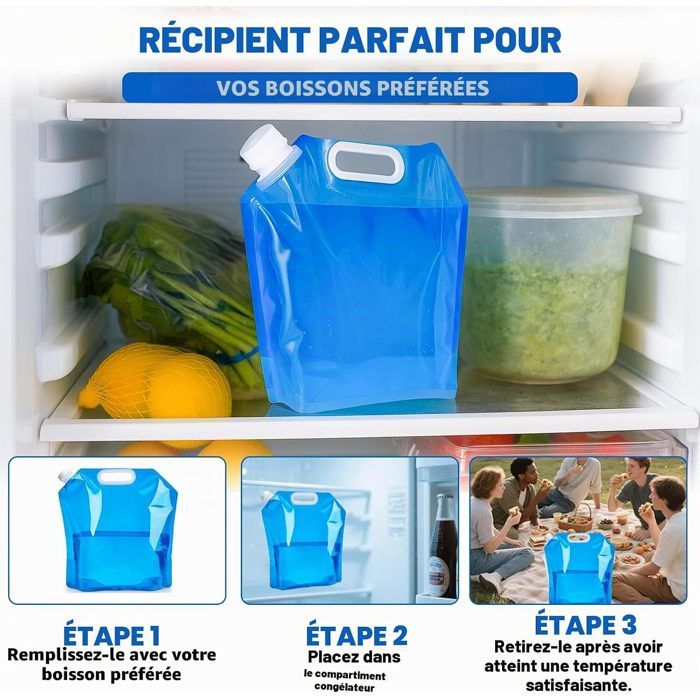 RÉCIPIENT PARFAIT POUR
VOS BOISSONS PRÉFÉRÉES
ÉTAPE 1
Remplissez-le avec votre
boisson préférée
ÉTAPE 2
Placez dans
le compartiment
congélateur
ÉTAPE 3
Retirez-le après avoir
atteint une température
satisfaisante.